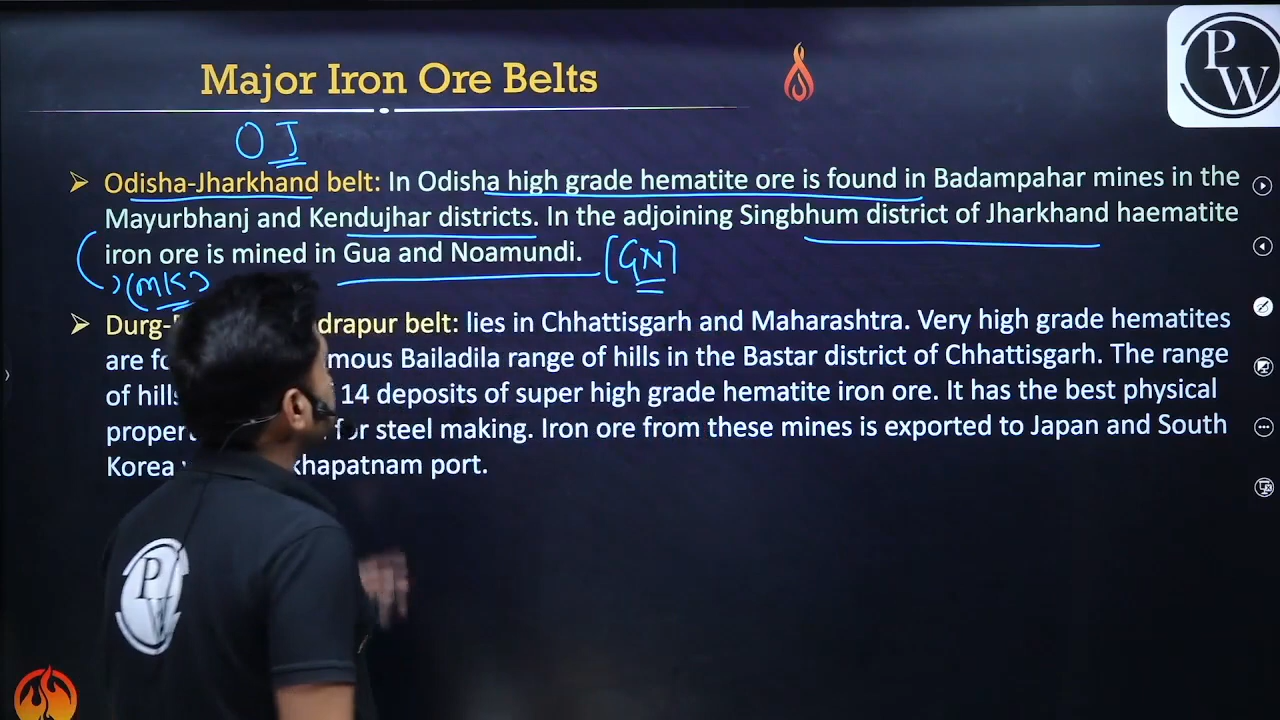 Major Iron Ore Belts
PW
OJ
Odisha-Jharkhand belt: In Odisha high grade hematite ore is found in Badampahar mines in the
Mayurbhanj and Kendujhar districts. In the adjoining Singbhum district of Jharkhand haematite
iron ore is mined in Gua and Noamundi. [GN]
(MK)
Durg- drapur belt: lies in Chhattisgarh and Maharashtra. Very high grade hematites
are mous Bailadila range of hills in the Bastar district of Chhattisgarh. The range
of hills 14 deposits of super high grade hematite iron ore. It has the best physical
proper for steel making. Iron ore from these mines is exported to Japan and South
Korea khapatnam port.
PW